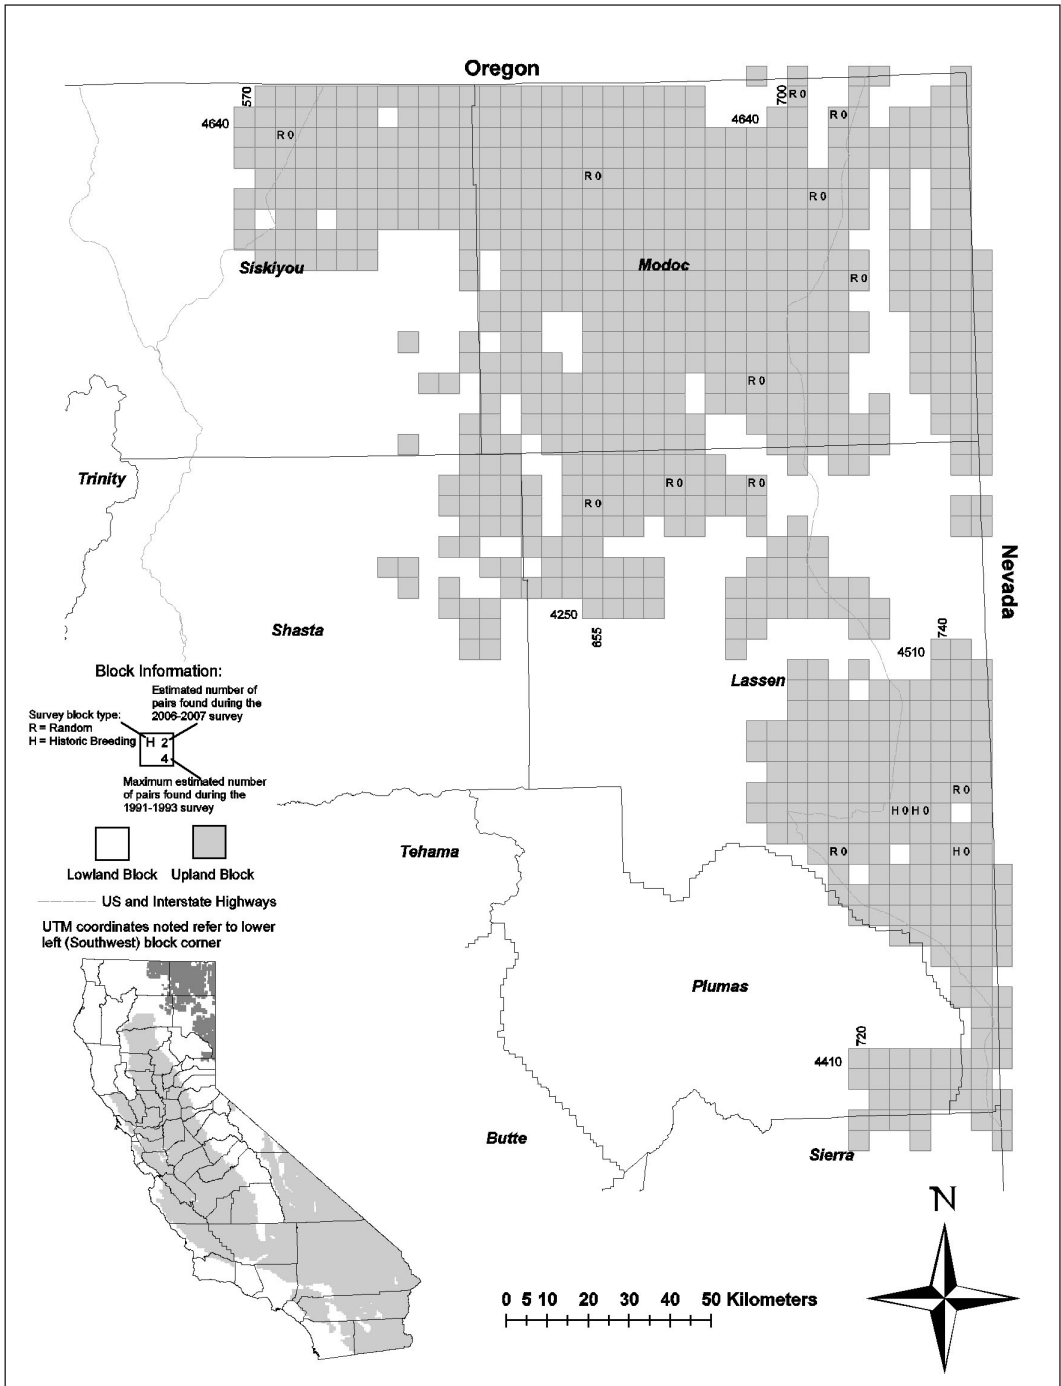 Oregon
570
700
R 0
4640
4640
R 0
R 0
R 0
R 0
Siskiyou
Modoc
R 0
R 0
Trinity
R 0
R 0
R 0
Nevada
4250
655
Shasta
740
4510
Lassen
Block Information:
Estimated number of
pairs found during the
2006-2007 survey
Survey block type:
R = Random
H = Historic Breeding
H 2
4
Maximum estimated number
of pairs found during the
1991-1993 survey
R 0
H 0 H 0
Tehama
R 0
H 0
Lowland Block
Upland Block
US and Interstate Highways
UTM coordinates noted refer to lower
left (Southwest) block corner
Plumas
720
4410
Butte
Sierra
N
0 5 10 20 30 40 50 Kilometers